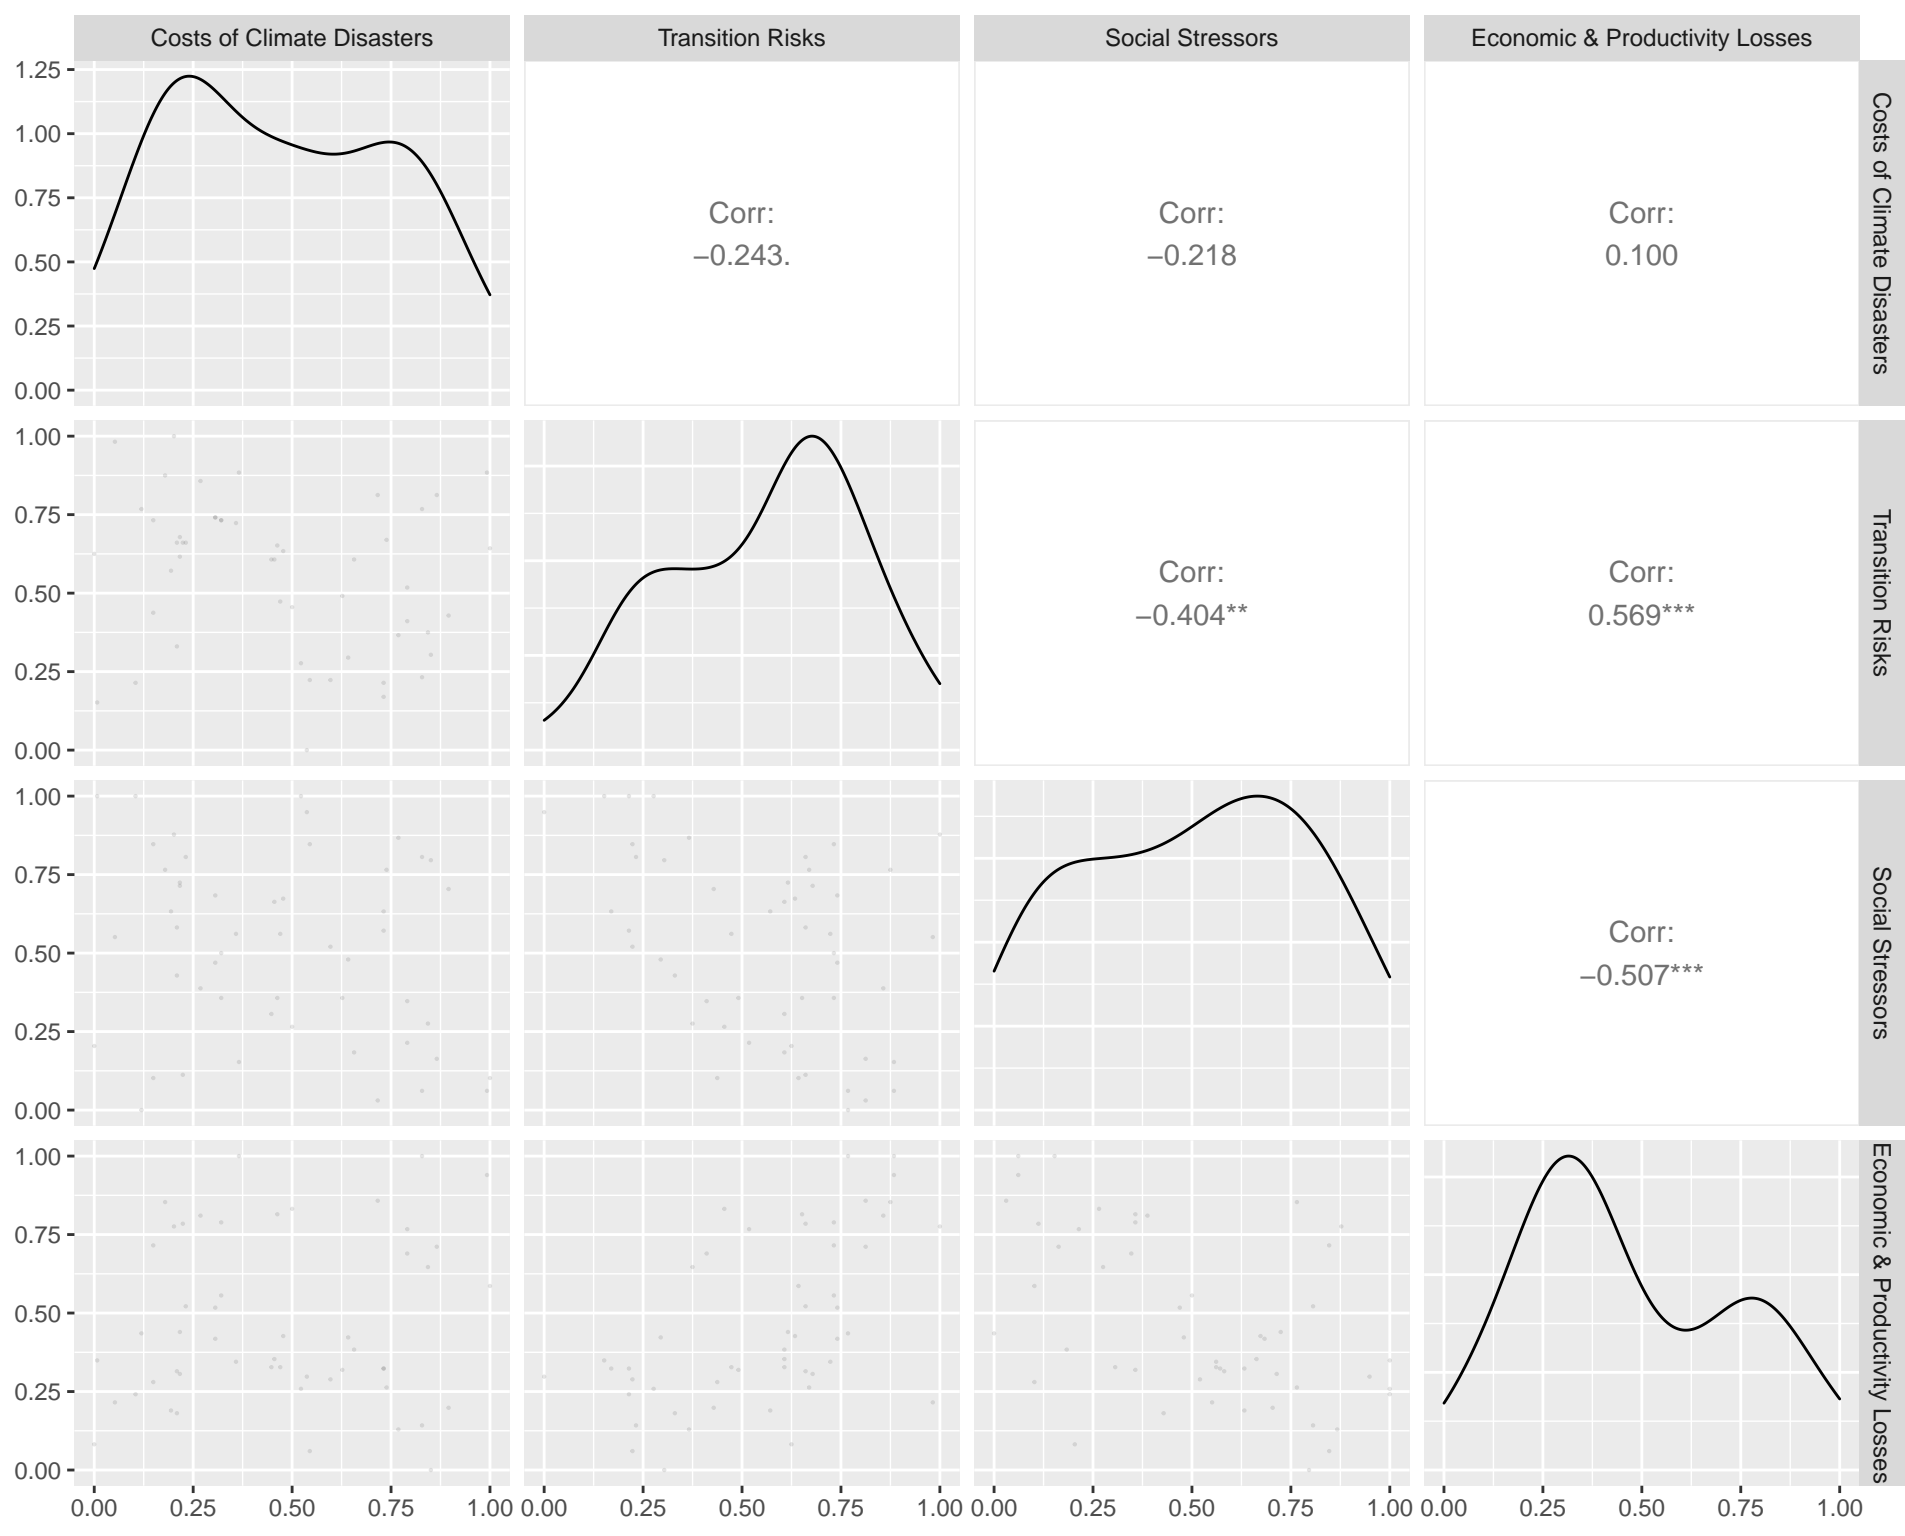 Costs of Climate Disasters
Transition Risks
Social Stressors
Economic & Productivity Losses
1.25
1.00
0.75
0.50
0.25
0.00
Corr:
−0.243.
Corr:
−0.218
Corr:
0.100
Costs of Climate Disasters
1.00
0.75
0.50
0.25
0.00
Corr:
−0.404**
Corr:
0.569***
Transition Risks
1.00
0.75
0.50
0.25
0.00
Corr:
−0.507***
Social Stressors
1.00
0.75
0.50
0.25
0.00
Economic & Productivity Losses
0.00 0.25 0.50 0.75 1.00
0.00 0.25 0.50 0.75 1.00
0.00 0.25 0.50 0.75 1.00
0.00 0.25 0.50 0.75 1.00